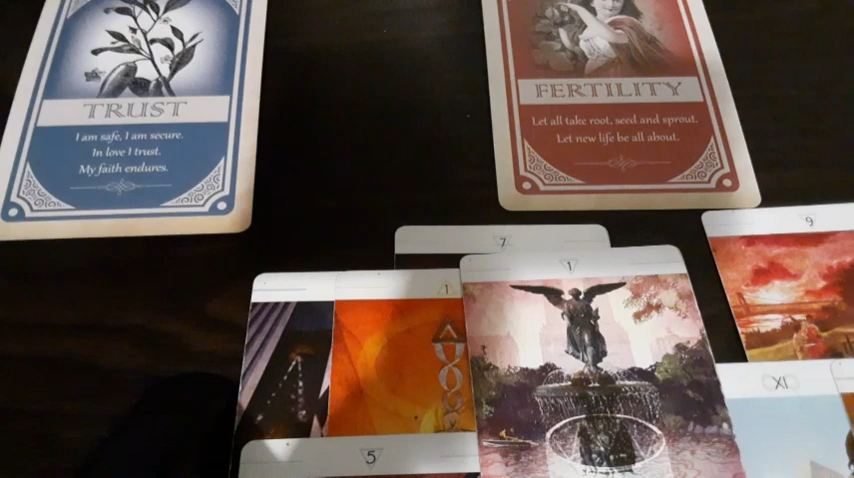 TRUST
I am safe, I am secure.
In love I trust.
My faith endures.
FERTILITY
Let all take root, seed and sprout.
Let new life be all about.
7
1
1
9
5
XI